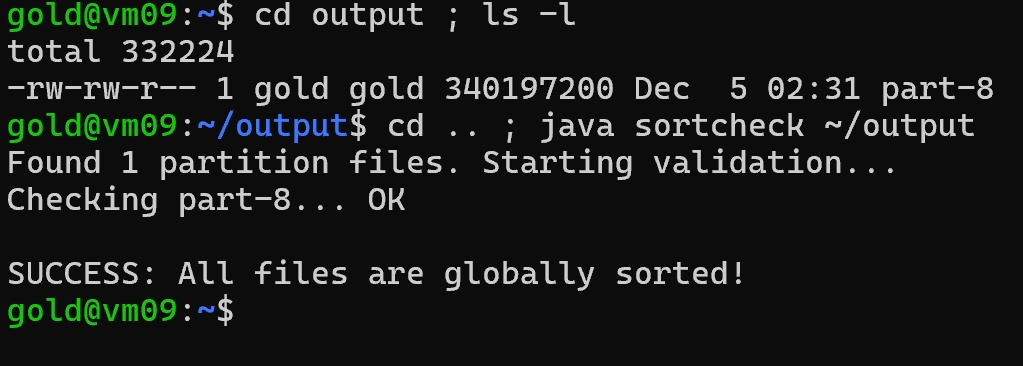 gold@vm09:~$ cd output ; ls -l
total 332224
-rw-rw-r-- 1 gold gold 340197200 Dec  5 02:31 part-8
gold@vm09:~/output$ cd .. ; java sortcheck ~/output
Found 1 partition files. Starting validation...
Checking part-8... OK
SUCCESS: All files are globally sorted!
gold@vm09:~$